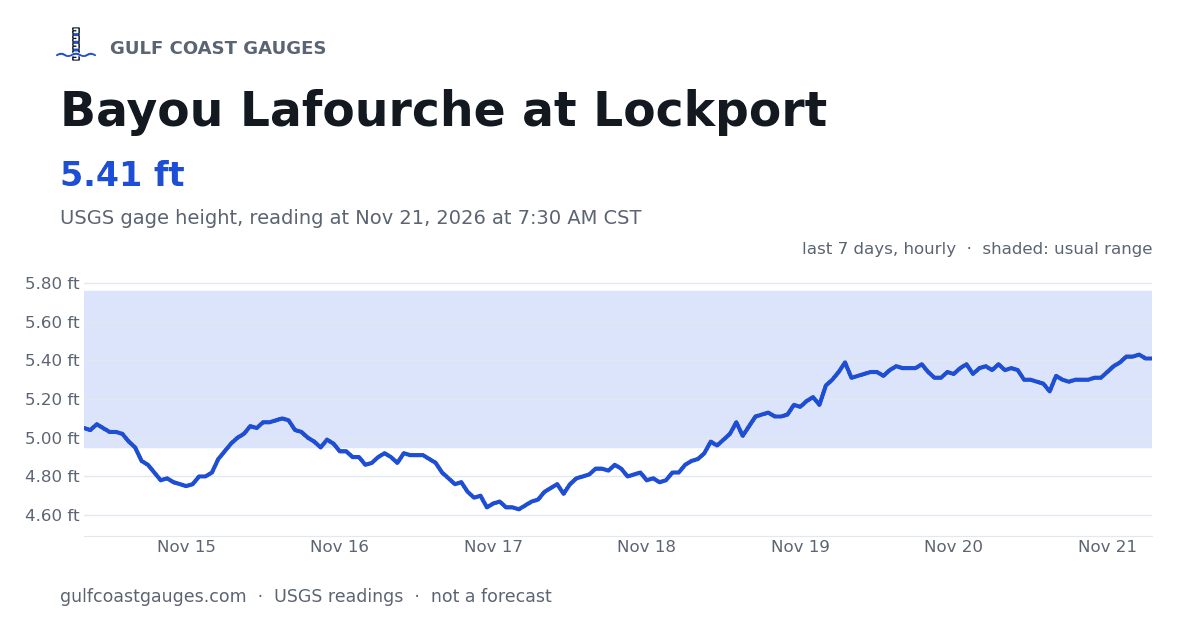 GULF COAST GAUGES
Bayou Lafourche at Lockport
5.41 ft
USGS gage height, reading at Nov 21, 2026 at 7:30 AM CST
last 7 days, hourly · shaded: usual range
5.80 ft
5.60 ft
5.40 ft
5.20 ft
5.00 ft
4.80 ft
4.60 ft
Nov 15 Nov 16 Nov 17 Nov 18 Nov 19 Nov 20 Nov 21
gulfcoastgauges.com · USGS readings · not a forecast